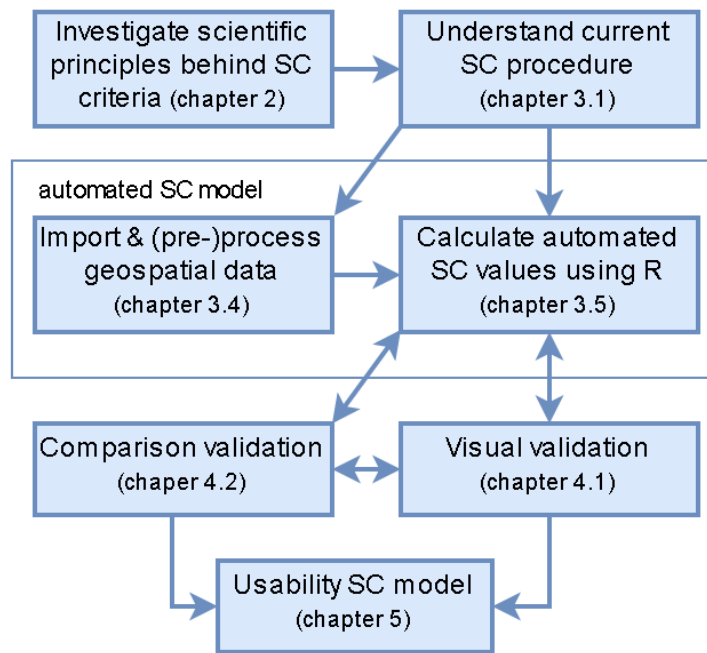 Investigate scientific
principles behind SC
criteria (chapter 2)
Understand current
SC procedure
(chapter 3.1)
automated SC model
Import & (pre-)process
geospatial data
(chapter 3.4)
Calculate automated
SC values using R
(chapter 3.5)
Comparison validation
(chaper 4.2)
Visual validation
(chapter 4.1)
Usability SC model
(chapter 5)